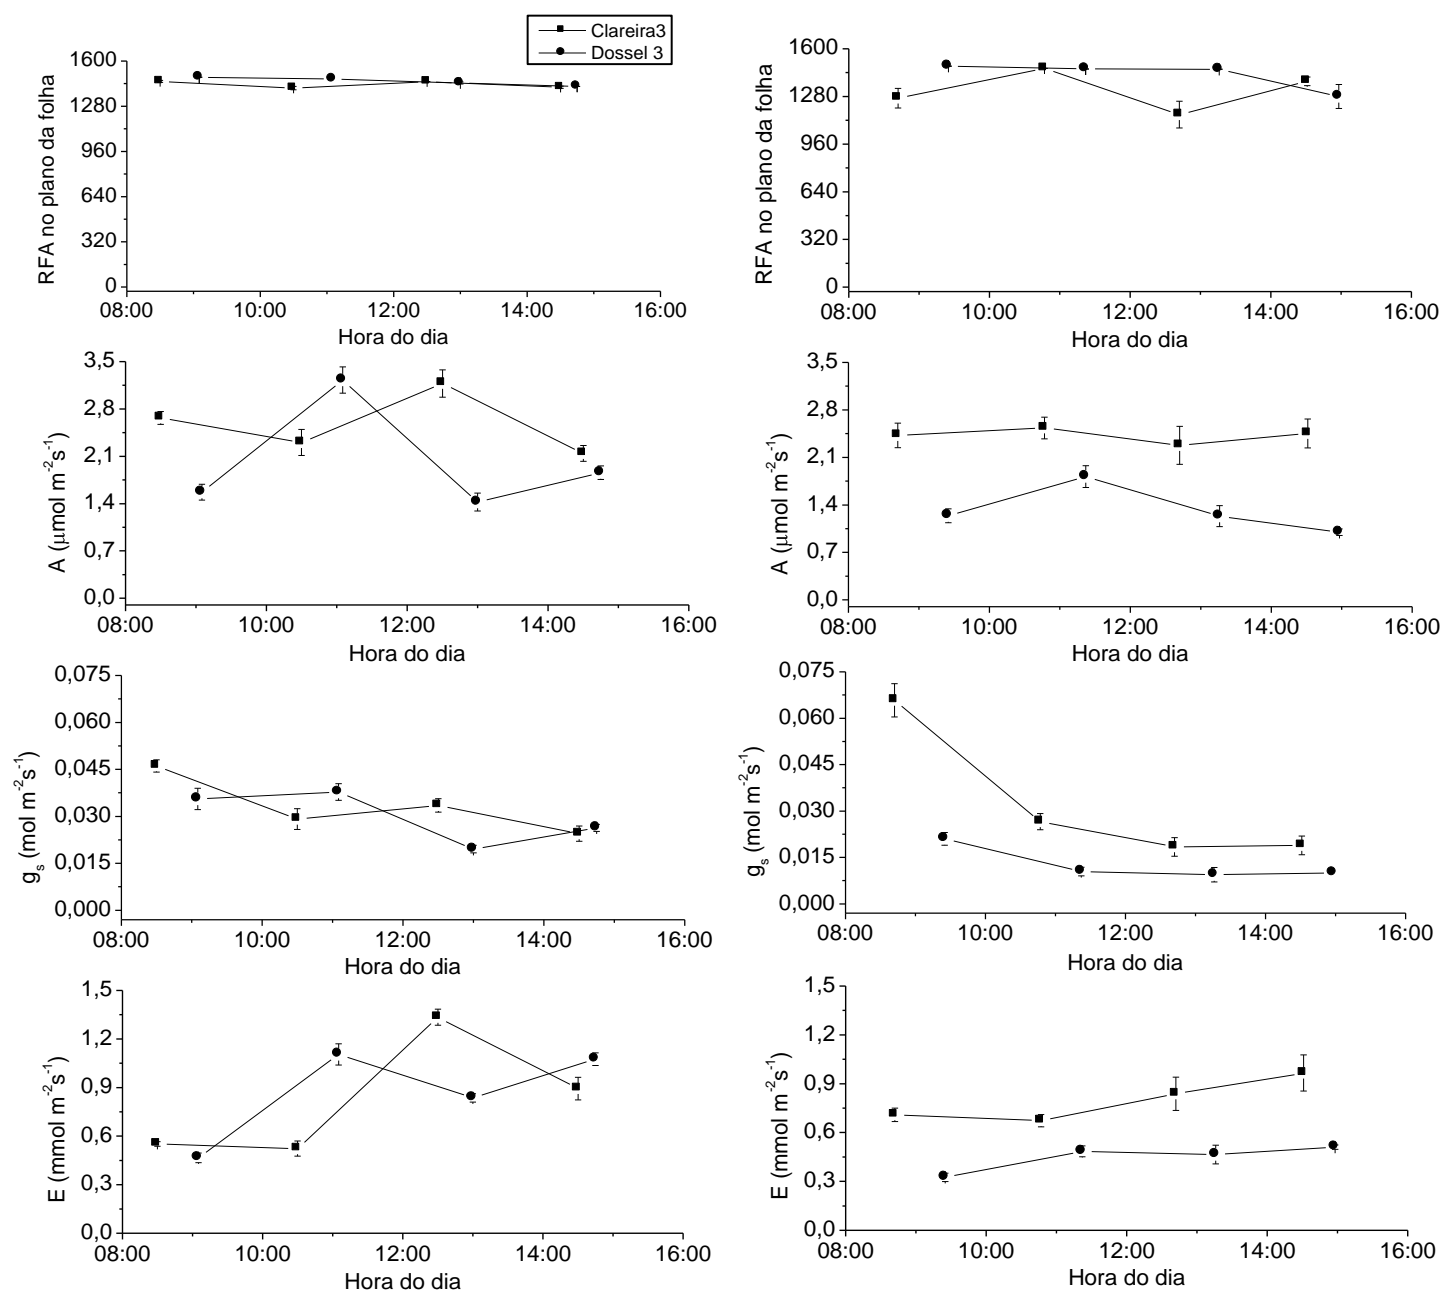 Clareira3
Dossel 3
RFA no plano da folha
1600
1280
960
640
320
0
08:00 10:00 12:00 14:00 16:00
Hora do dia
RFA no plano da folha
1600
1280
960
640
320
0
08:00 10:00 12:00 14:00 16:00
Hora do dia
A (μmol m⁻²s⁻¹)
3,5
2,8
2,1
1,4
0,7
0,0
08:00 10:00 12:00 14:00 16:00
Hora do dia
A (μmol m⁻²s⁻¹)
3,5
2,8
2,1
1,4
0,7
0,0
08:00 10:00 12:00 14:00 16:00
Hora do dia
gₛ (mol m⁻²s⁻¹)
0,075
0,060
0,045
0,030
0,015
0,000
08:00 10:00 12:00 14:00 16:00
Hora do dia
gₛ (mol m⁻²s⁻¹)
0,075
0,060
0,045
0,030
0,015
0,000
08:00 10:00 12:00 14:00 16:00
Hora do dia
E (mmol m⁻²s⁻¹)
1,5
1,2
0,9
0,6
0,3
0,0
08:00 10:00 12:00 14:00 16:00
Hora do dia
E (mmol m⁻²s⁻¹)
1,5
1,2
0,9
0,6
0,3
0,0
08:00 10:00 12:00 14:00 16:00
Hora do dia